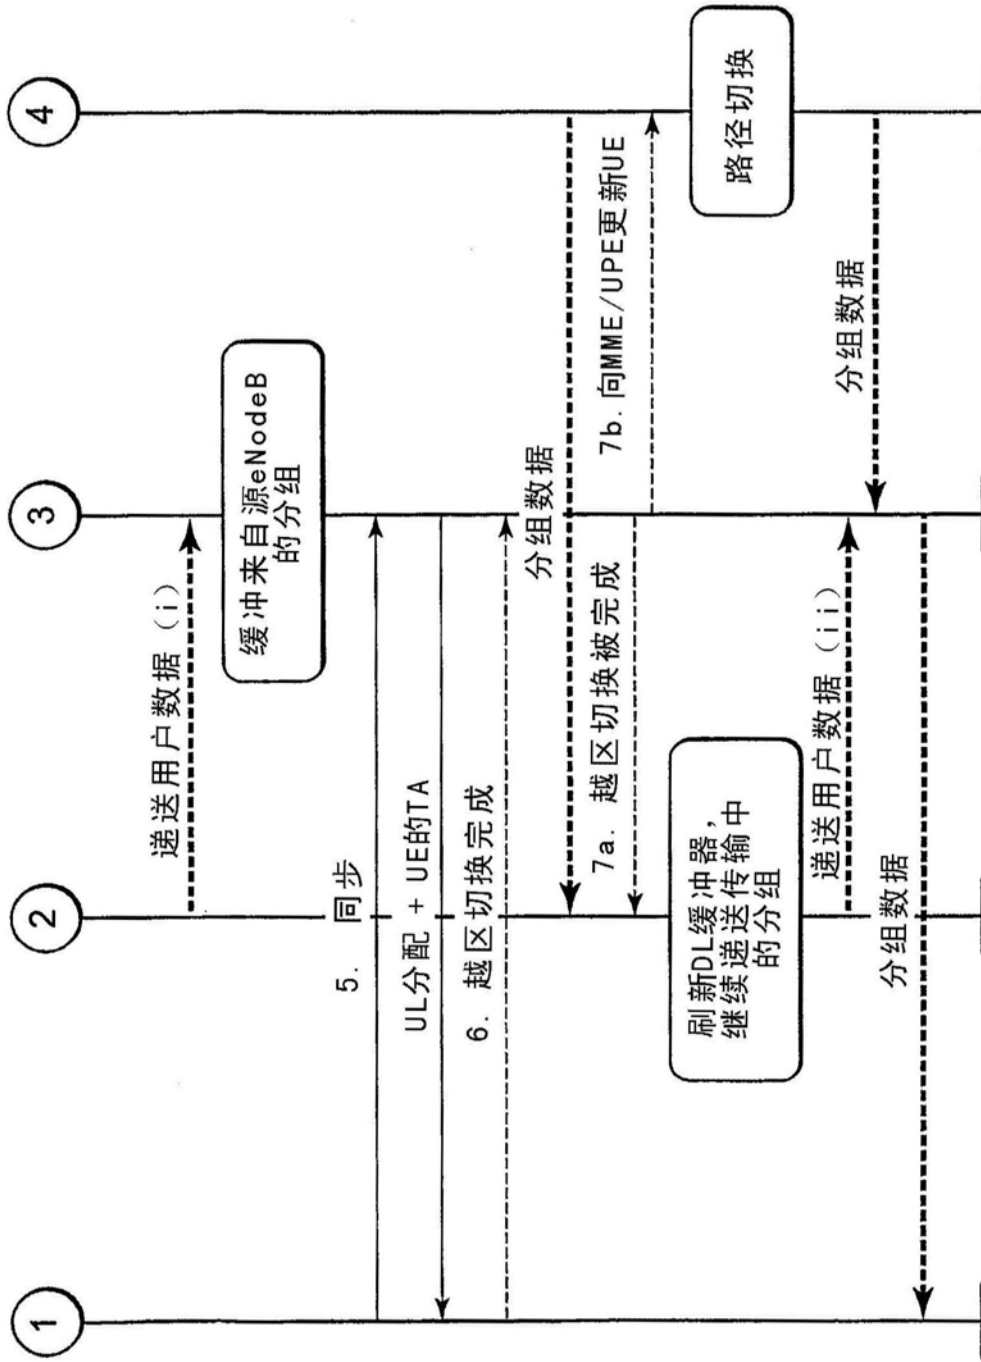 1
2
3
4
递送用户数据(i)
缓冲来自源eNodeB
的分组
5. 同步
UL分配 + UE的TA
6. 越区切换完成
分组数据
7a. 越区切换被完成
7b. 向MME/UPE更新UE
刷新DL缓冲器,
继续递送传输中
的分组
路径切换
递送用户数据(ii)
分组数据
分组数据